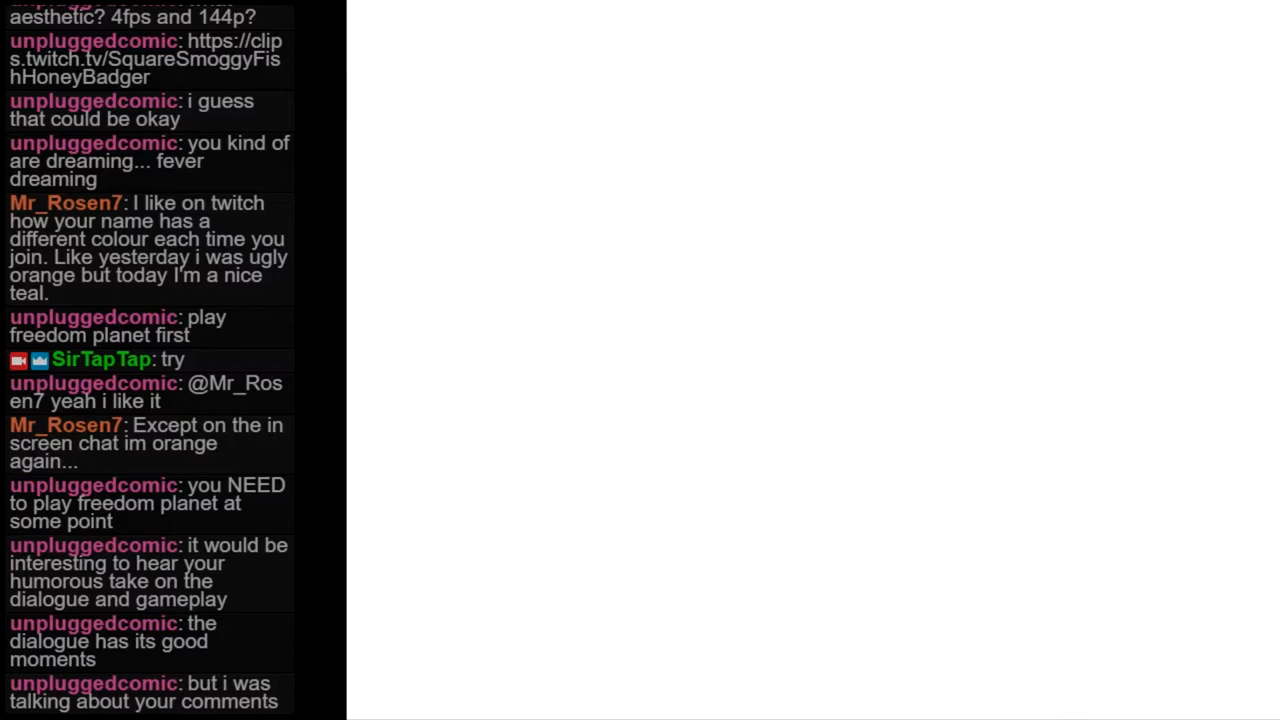 aesthetic? 4fps and 144p?
unpluggedcomic: https://clip
s.twitch.tv/SquareSmoggyFis
hHoneyBadger
unpluggedcomic: i guess
that could be okay
unpluggedcomic: you kind of
are dreaming... fever
dreaming
Mr_Rosen7: I like on twitch
how your name has a
different colour each time you
join. Like yesterday i was ugly
orange but today I'm a nice
teal.
unpluggedcomic: play
freedom planet first
SirTapTap: try
unpluggedcomic: @Mr_Ros
en7 yeah i like it
Mr_Rosen7: Except on the in
screen chat im orange
again...
unpluggedcomic: you NEED
to play freedom planet at
some point
unpluggedcomic: it would be
interesting to hear your
humorous take on the
dialogue and gameplay
unpluggedcomic: the
dialogue has its good
moments
unpluggedcomic: but i was
talking about your comments